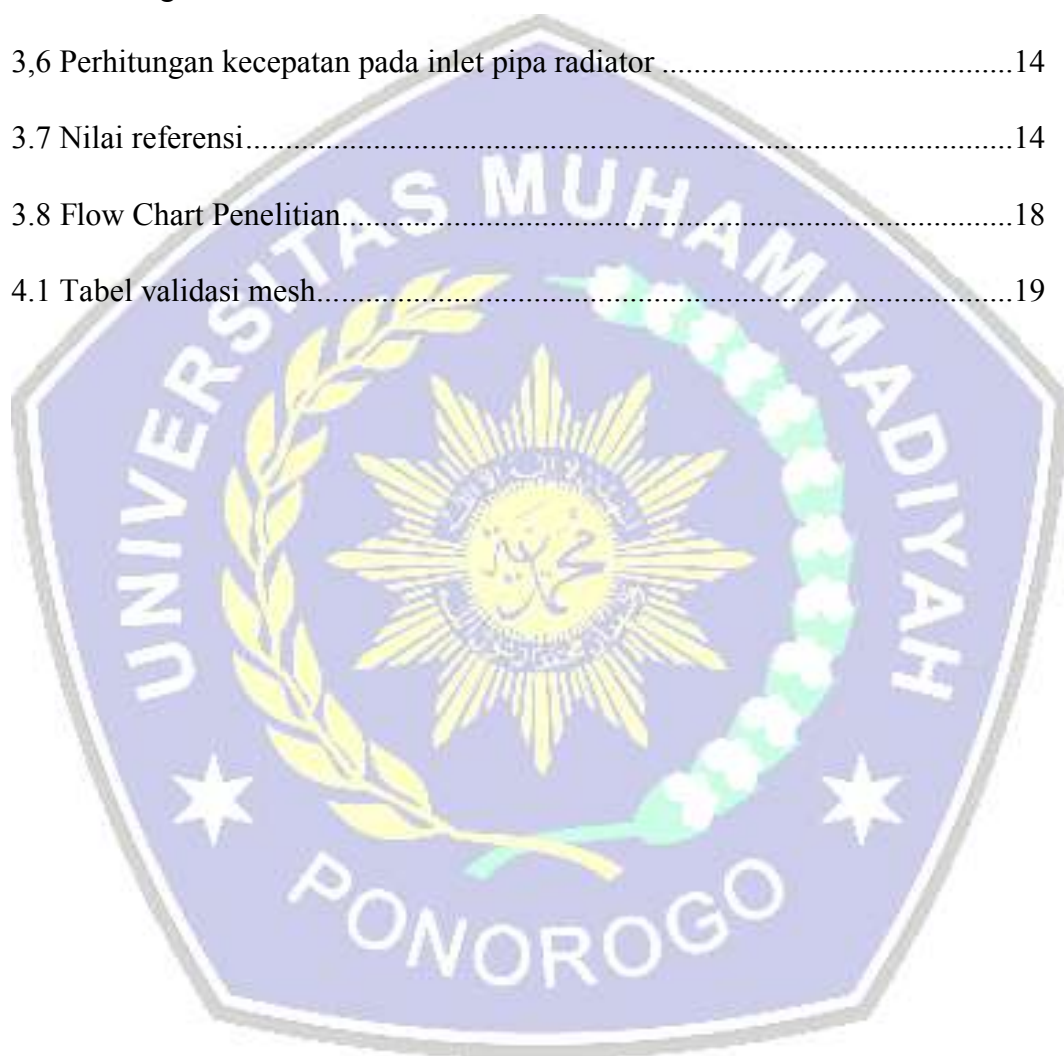 3,6 Perhitungan kecepatan pada inlet pipa radiator ............................................14
3.7 Nilai referensi.................................................................................................14
3.8 Flow Chart Penelitian.....................................................................................18
4.1 Tabel validasi mesh........................................................................................19
UNIVERSITAS MUHAMMADIYAH
PONOROGO